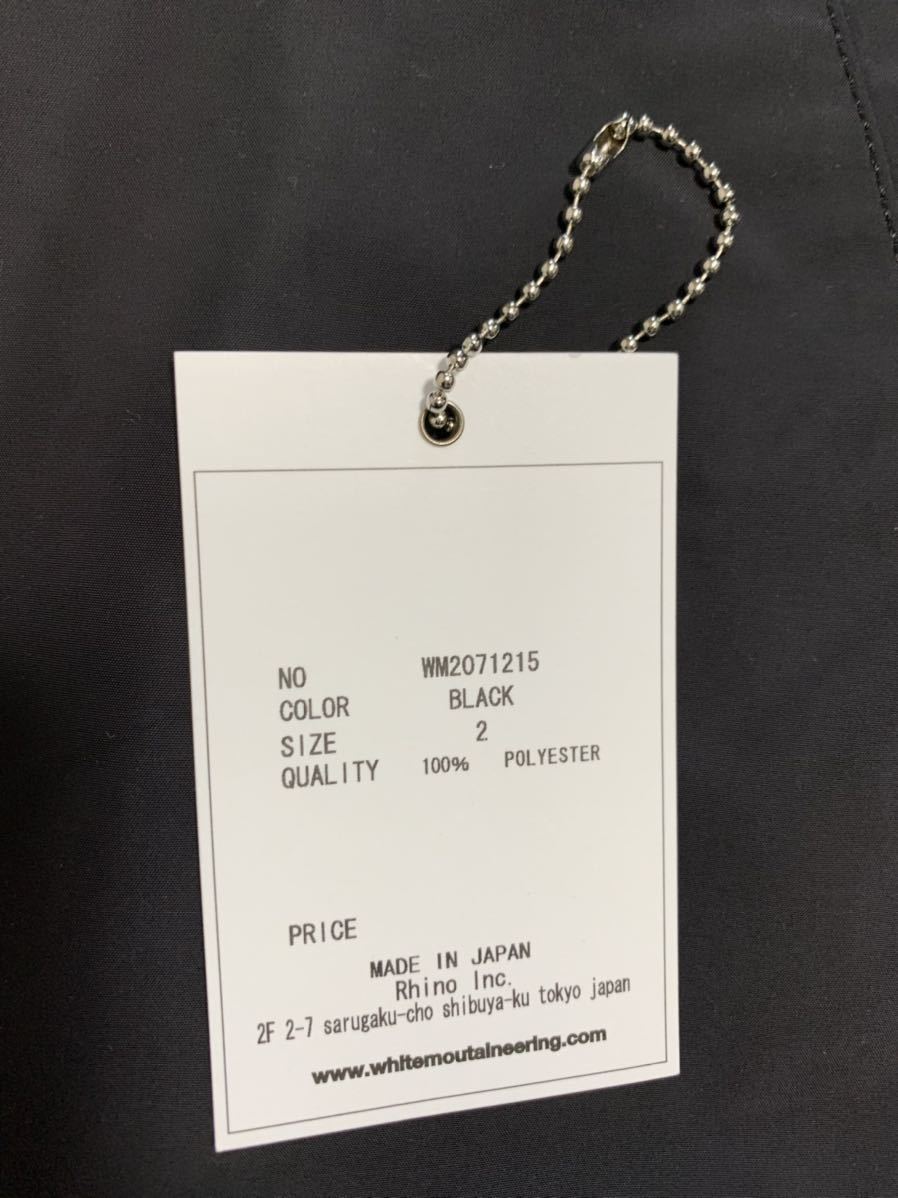 NO WM2071215
COLOR BLACK
SIZE 2
QUALITY 100% POLYESTER
PRICE
MADE IN JAPAN
Rhino Inc.
2F 2-7 sarugaku-cho shibuya-ku tokyo japan
www.whitemoutaineering.com